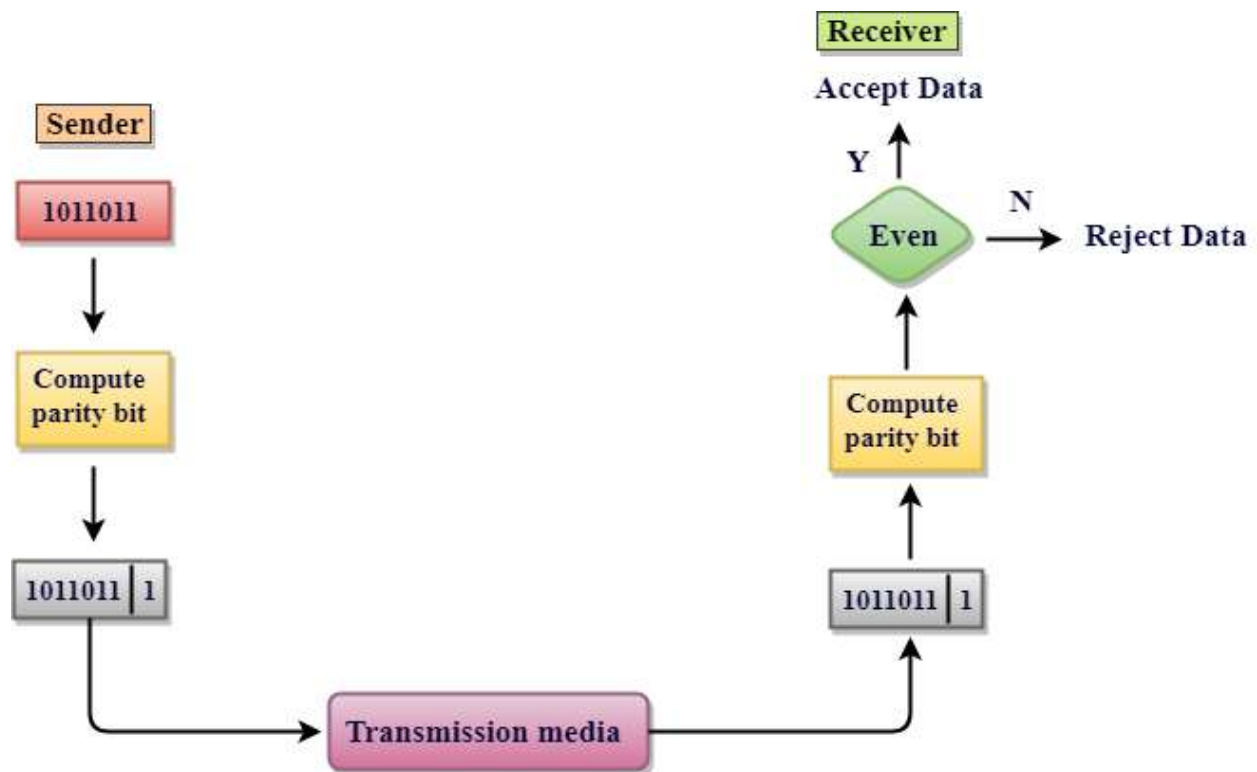 Sender
1011011
Compute
parity bit
1011011 | 1
Transmission media
Receiver
Accept Data
Y
N
Even
Reject Data
Compute
parity bit
1011011 | 1